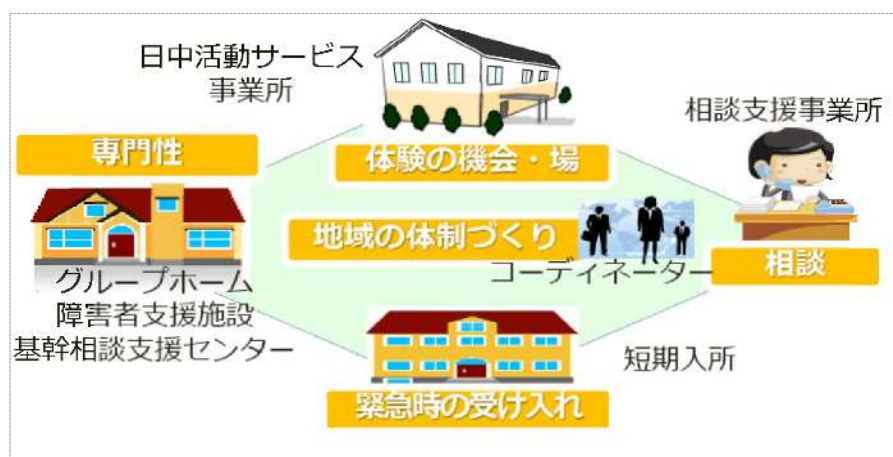 日中活動サービス
事業所
体験の機会・場
相談支援事業所
専門性
グループホーム
障害者支援施設
基幹相談支援センター
地域の体制づくり
コーディネーター
相談
短期入所
緊急時の受け入れ